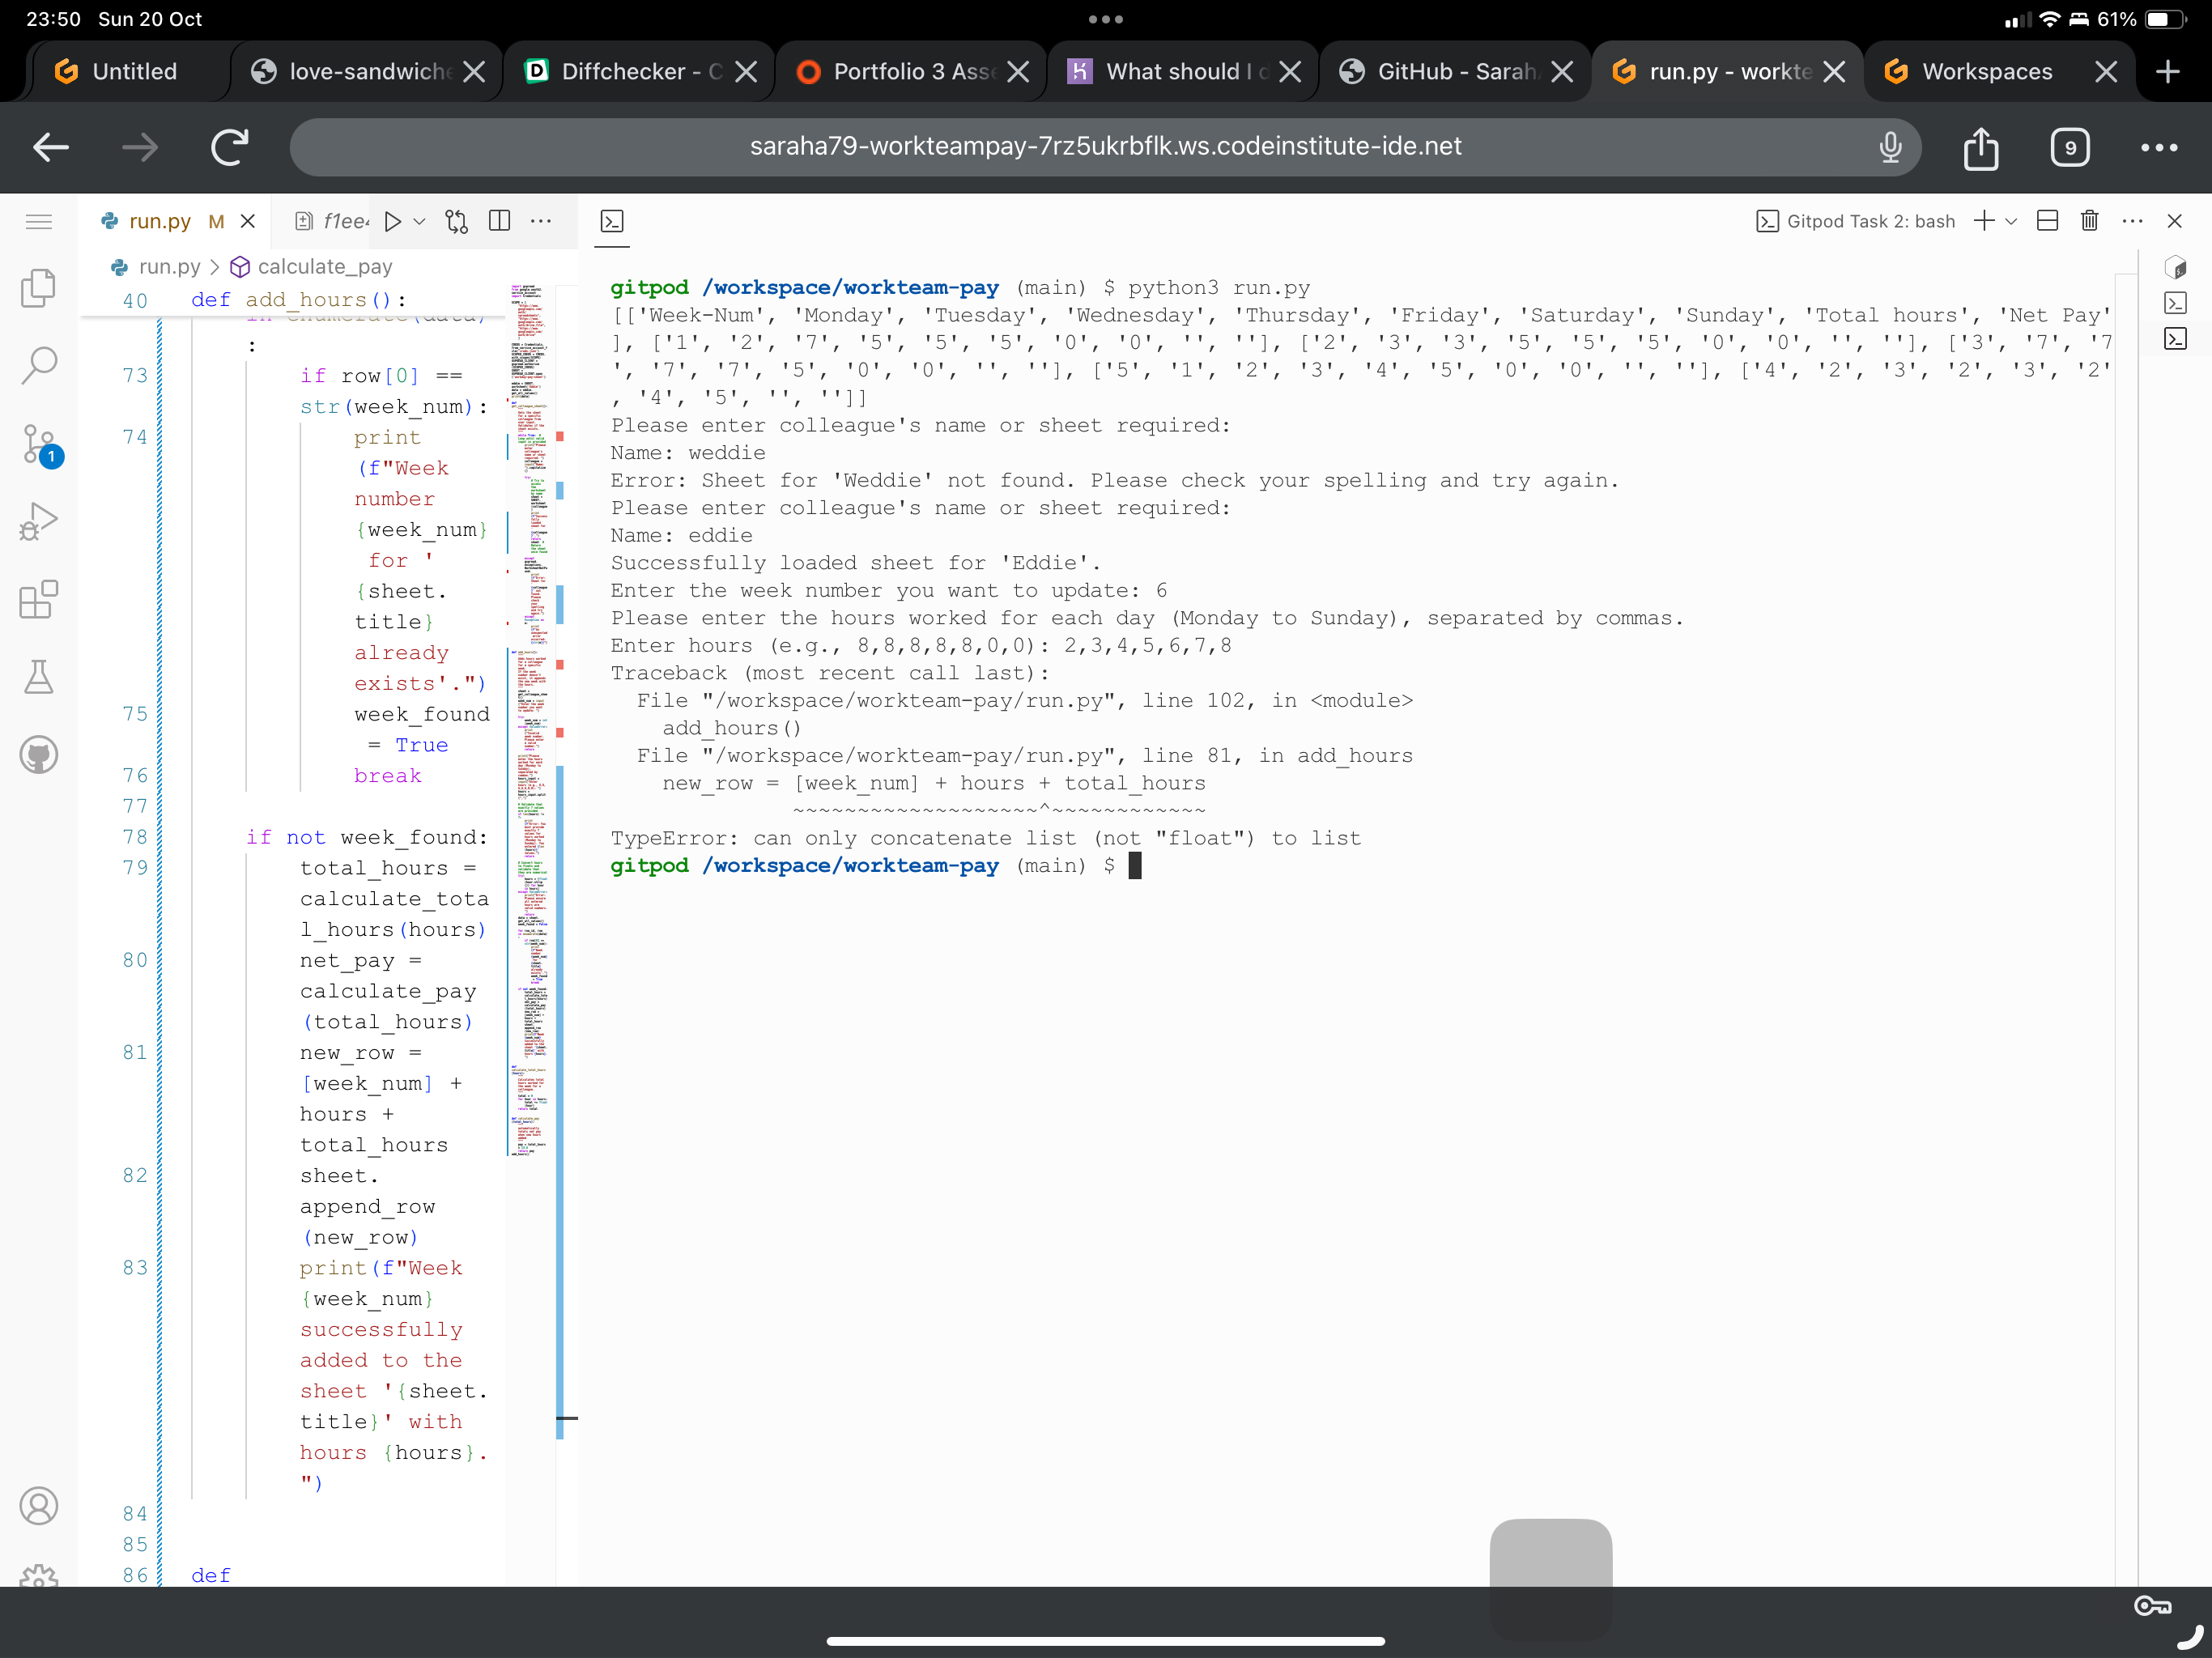 23:50 Sun 20 Oct
61%
Untitled
love-sandwiche
Diffchecker - C
Portfolio 3 Asse
What should I d
GitHub - Sarah
run.py - workte
Workspaces
saraha79-workteampay-7rz5ukrbflk.ws.codeinstitute-ide.net
9
run.py M
f1ee4
Gitpod Task 2: bash
run.py > calculate_pay
40 def add_hours():
in enumerate(data)
:
73 if row[0] ==
str(week_num):
74 print
(f"Week
number
{week_num}
for '
{sheet.
title}
already
exists'.")
75 week_found
= True
76 break
77
78 if not week_found:
79 total_hours =
calculate_tota
l_hours(hours)
80 net_pay =
calculate_pay
(total_hours)
81 new_row =
[week_num] +
hours +
total_hours
82 sheet.
append_row
(new_row)
83 print(f"Week
{week_num}
successfully
added to the
sheet '{sheet.
title}' with
hours {hours}.
")
84
85
86 def
1
gitpod /workspace/workteam-pay (main) $ python3 run.py
[['Week-Num', 'Monday', 'Tuesday', 'Wednesday', 'Thursday', 'Friday', 'Saturday', 'Sunday', 'Total hours', 'Net Pay'
], ['1', '2', '7', '5', '5', '5', '0', '0', '', ''], ['2', '3', '3', '5', '5', '5', '0', '0', '', ''], ['3', '7', '7
', '7', '7', '5', '0', '0', '', ''], ['5', '1', '2', '3', '4', '5', '0', '0', '', ''], ['4', '2', '3', '2', '3', '2'
, '4', '5', '', '']]
Please enter colleague's name or sheet required:
Name: weddie
Error: Sheet for 'Weddie' not found. Please check your spelling and try again.
Please enter colleague's name or sheet required:
Name: eddie
Successfully loaded sheet for 'Eddie'.
Enter the week number you want to update: 6
Please enter the hours worked for each day (Monday to Sunday), separated by commas.
Enter hours (e.g., 8,8,8,8,8,0,0): 2,3,4,5,6,7,8
Traceback (most recent call last):
File "/workspace/workteam-pay/run.py", line 102, in <module>
add_hours()
File "/workspace/workteam-pay/run.py", line 81, in add_hours
new_row = [week_num] + hours + total_hours
~~~~~~~~~~~~~~~~~~~^~~~~~~~~~~~~
TypeError: can only concatenate list (not "float") to list
gitpod /workspace/workteam-pay (main) $